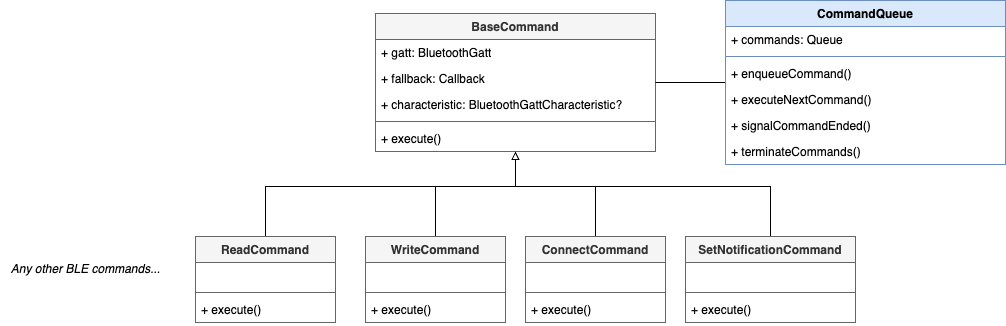 BaseCommand
+ gatt: BluetoothGatt
+ fallback: Callback
+ characteristic: BluetoothGattCharacteristic?
+ execute()
CommandQueue
+ commands: Queue
+ enqueueCommand()
+ executeNextCommand()
+ signalCommandEnded()
+ terminateCommands()
Any other BLE commands...
ReadCommand
+ execute()
WriteCommand
+ execute()
ConnectCommand
+ execute()
SetNotificationCommand
+ execute()